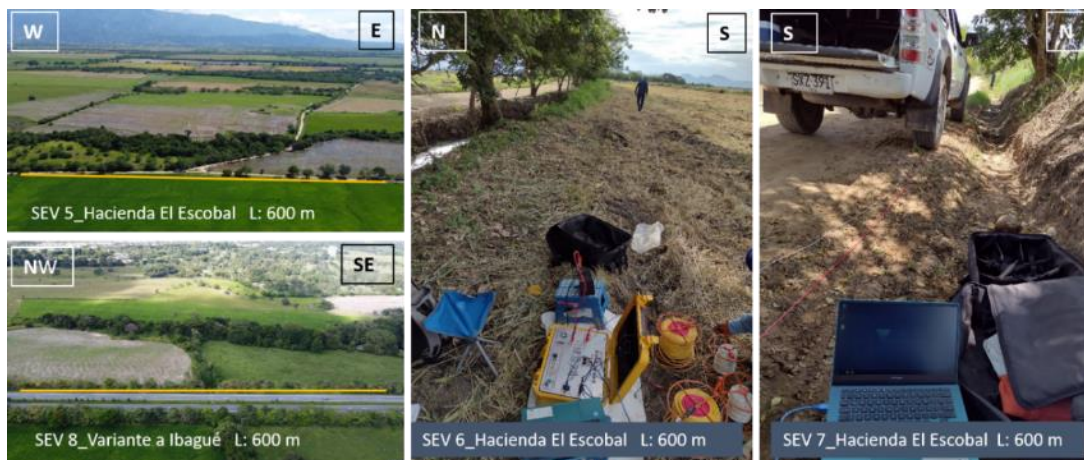 W
E
SEV 5_Hacienda El Escobal L: 600 m
NW
SE
SEV 8_Variante a Ibagué L: 600 m
N
S
SEV 6_Hacienda El Escobal L: 600 m
S
N
SEV 7_Hacienda El Escobal L: 600 m